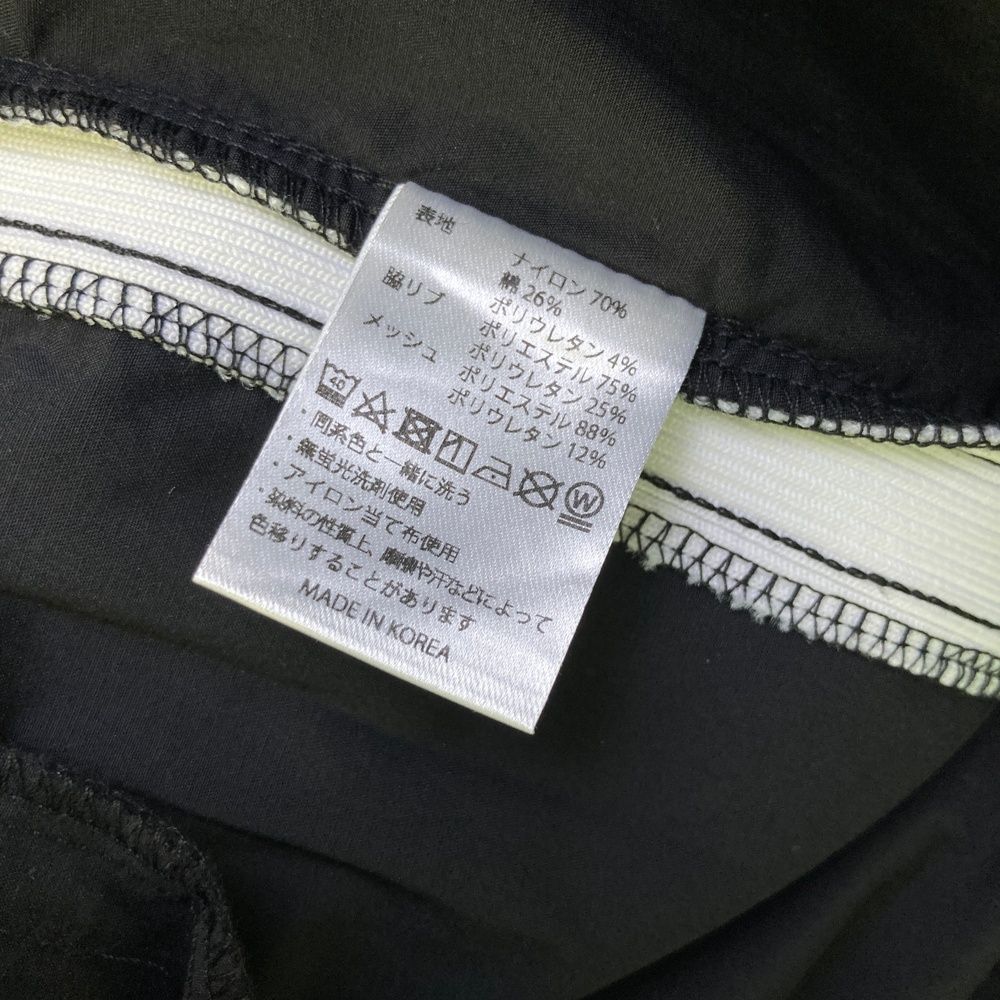 表地 ナイロン 70%
綿 26%
ポリウレタン 4%
脇リブ ポリエステル 75%
ポリウレタン 25%
メッシュ ポリエステル 88%
ポリウレタン 12%
40 W
・同系色と一緒に洗う
・無蛍光洗剤使用
・アイロン当て布使用
・染料の性質上、摩擦や汗などによって
色移りすることがあります
MADE IN KOREA